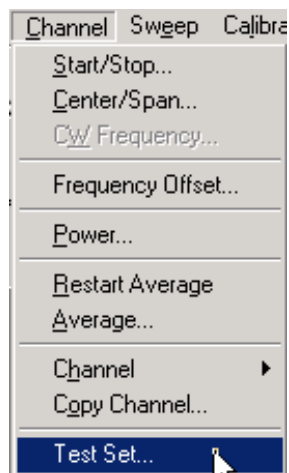 Channel Sweep Calibra
Start/Stop...
Center/Span...
CW Frequency...
Frequency Offset...
Power...
Restart Average
Average...
Channel
Copy Channel...
Test Set...